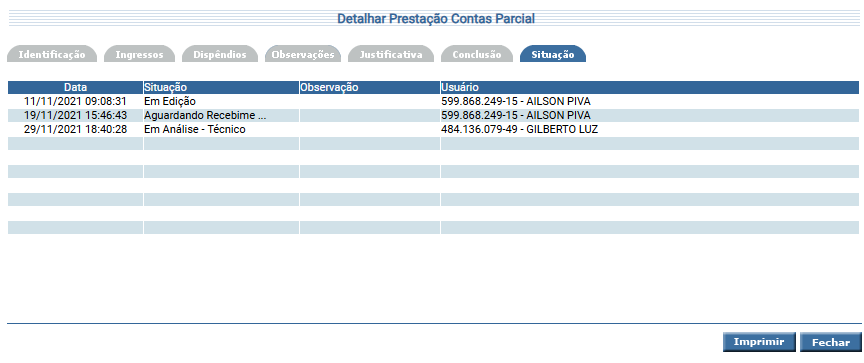 Detalhar Prestação Contas Parcial
Identificação Ingressos Dispêndios Observações Justificativa Conclusão Situação
Data Situação Observação Usuário
11/11/2021 09:08:31 Em Edição 599.868.249-15 - AILSON PIVA
19/11/2021 15:46:43 Aguardando Recebime ... 599.868.249-15 - AILSON PIVA
29/11/2021 18:40:28 Em Análise - Técnico 484.136.079-49 - GILBERTO LUZ
Imprimir Fechar